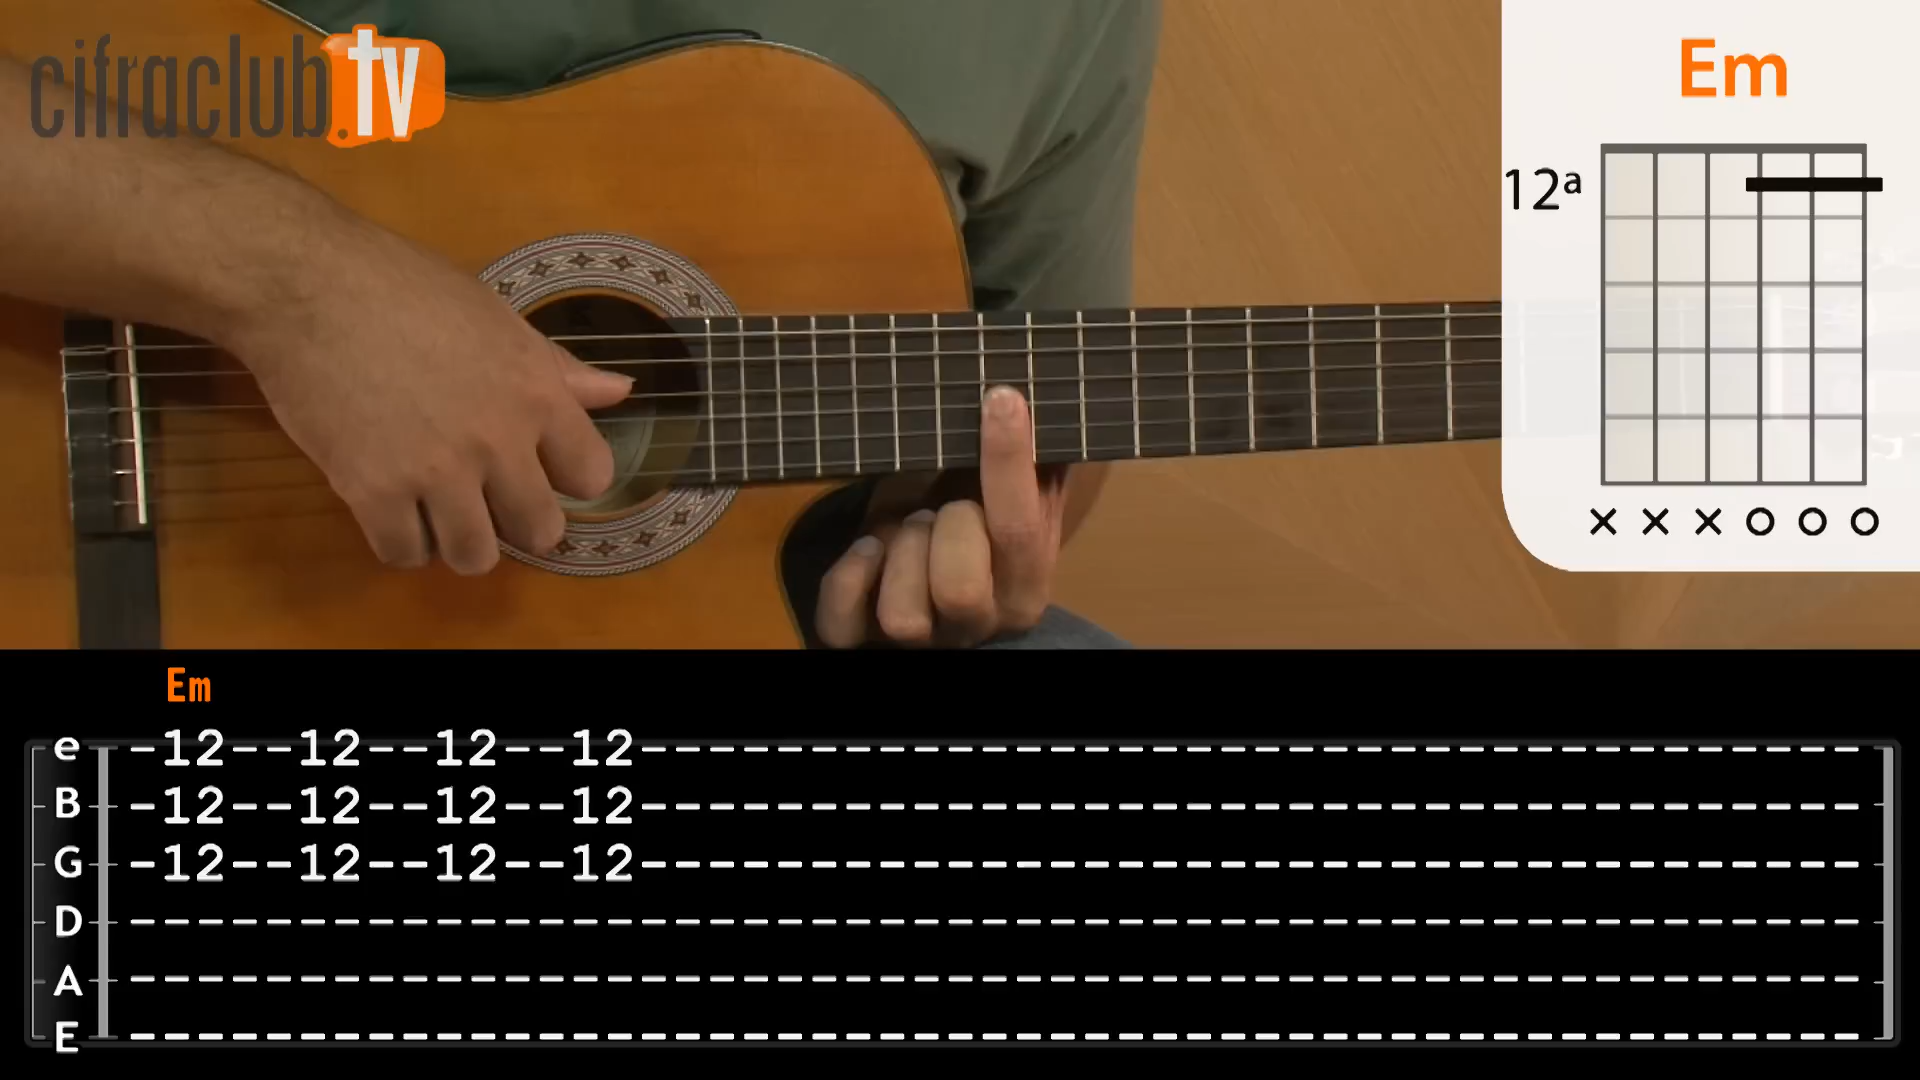 cifraclub.tv
Em
12ª
× × × O O O
Em
e -12--12--12--12------------------------------------
B -12--12--12--12------------------------------------
G -12--12--12--12------------------------------------
D ---------------------------------------------------
A ---------------------------------------------------
E ---------------------------------------------------